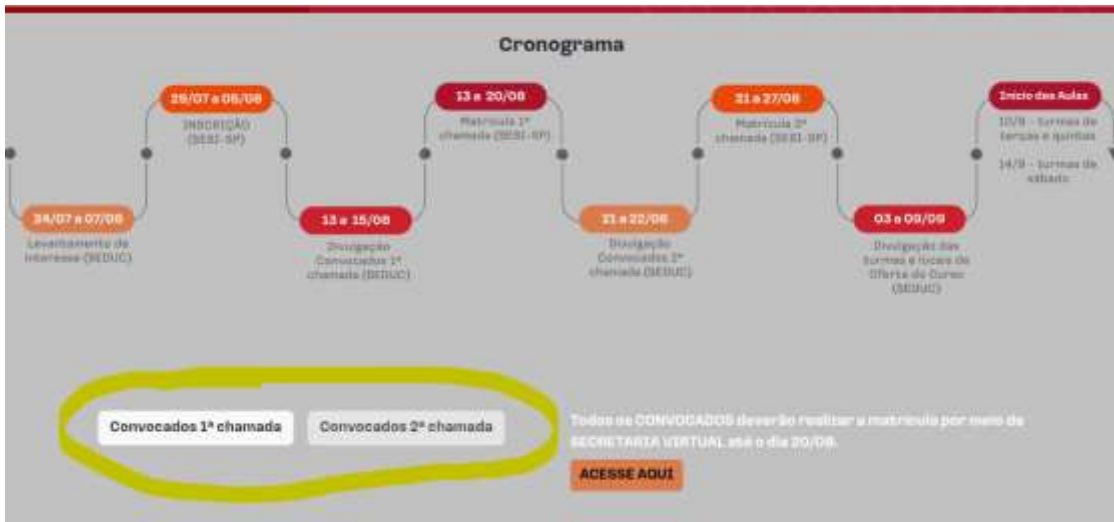 Cronograma
29/07 a 06/08
INSCRIÇÃO
(SESI-SP)
13 a 20/08
Matrícula 1ª
chamada (SESI-SP)
21 a 27/08
Matrícula 2ª
chamada (SESI-SP)
Início das Aulas
10/9 - turmas de
terças e quintas
14/9 - turmas de
sábado
24/07 a 07/08
Levantamento de
interesse (SEDUC)
13 a 15/08
Divulgação
Convocados 1ª
chamada (SEDUC)
21 a 22/08
Divulgação
Convocados 2ª
chamada (SEDUC)
03 a 09/09
Divulgação das
turmas e locais de
Oferta do Curso
(SEDUC)
Convocados 1ª chamada
Convocados 2ª chamada
Todos os CONVOCADOS deverão realizar a matrícula por meio da
SECRETARIA VIRTUAL até o dia 20/08.
ACESSE AQUI